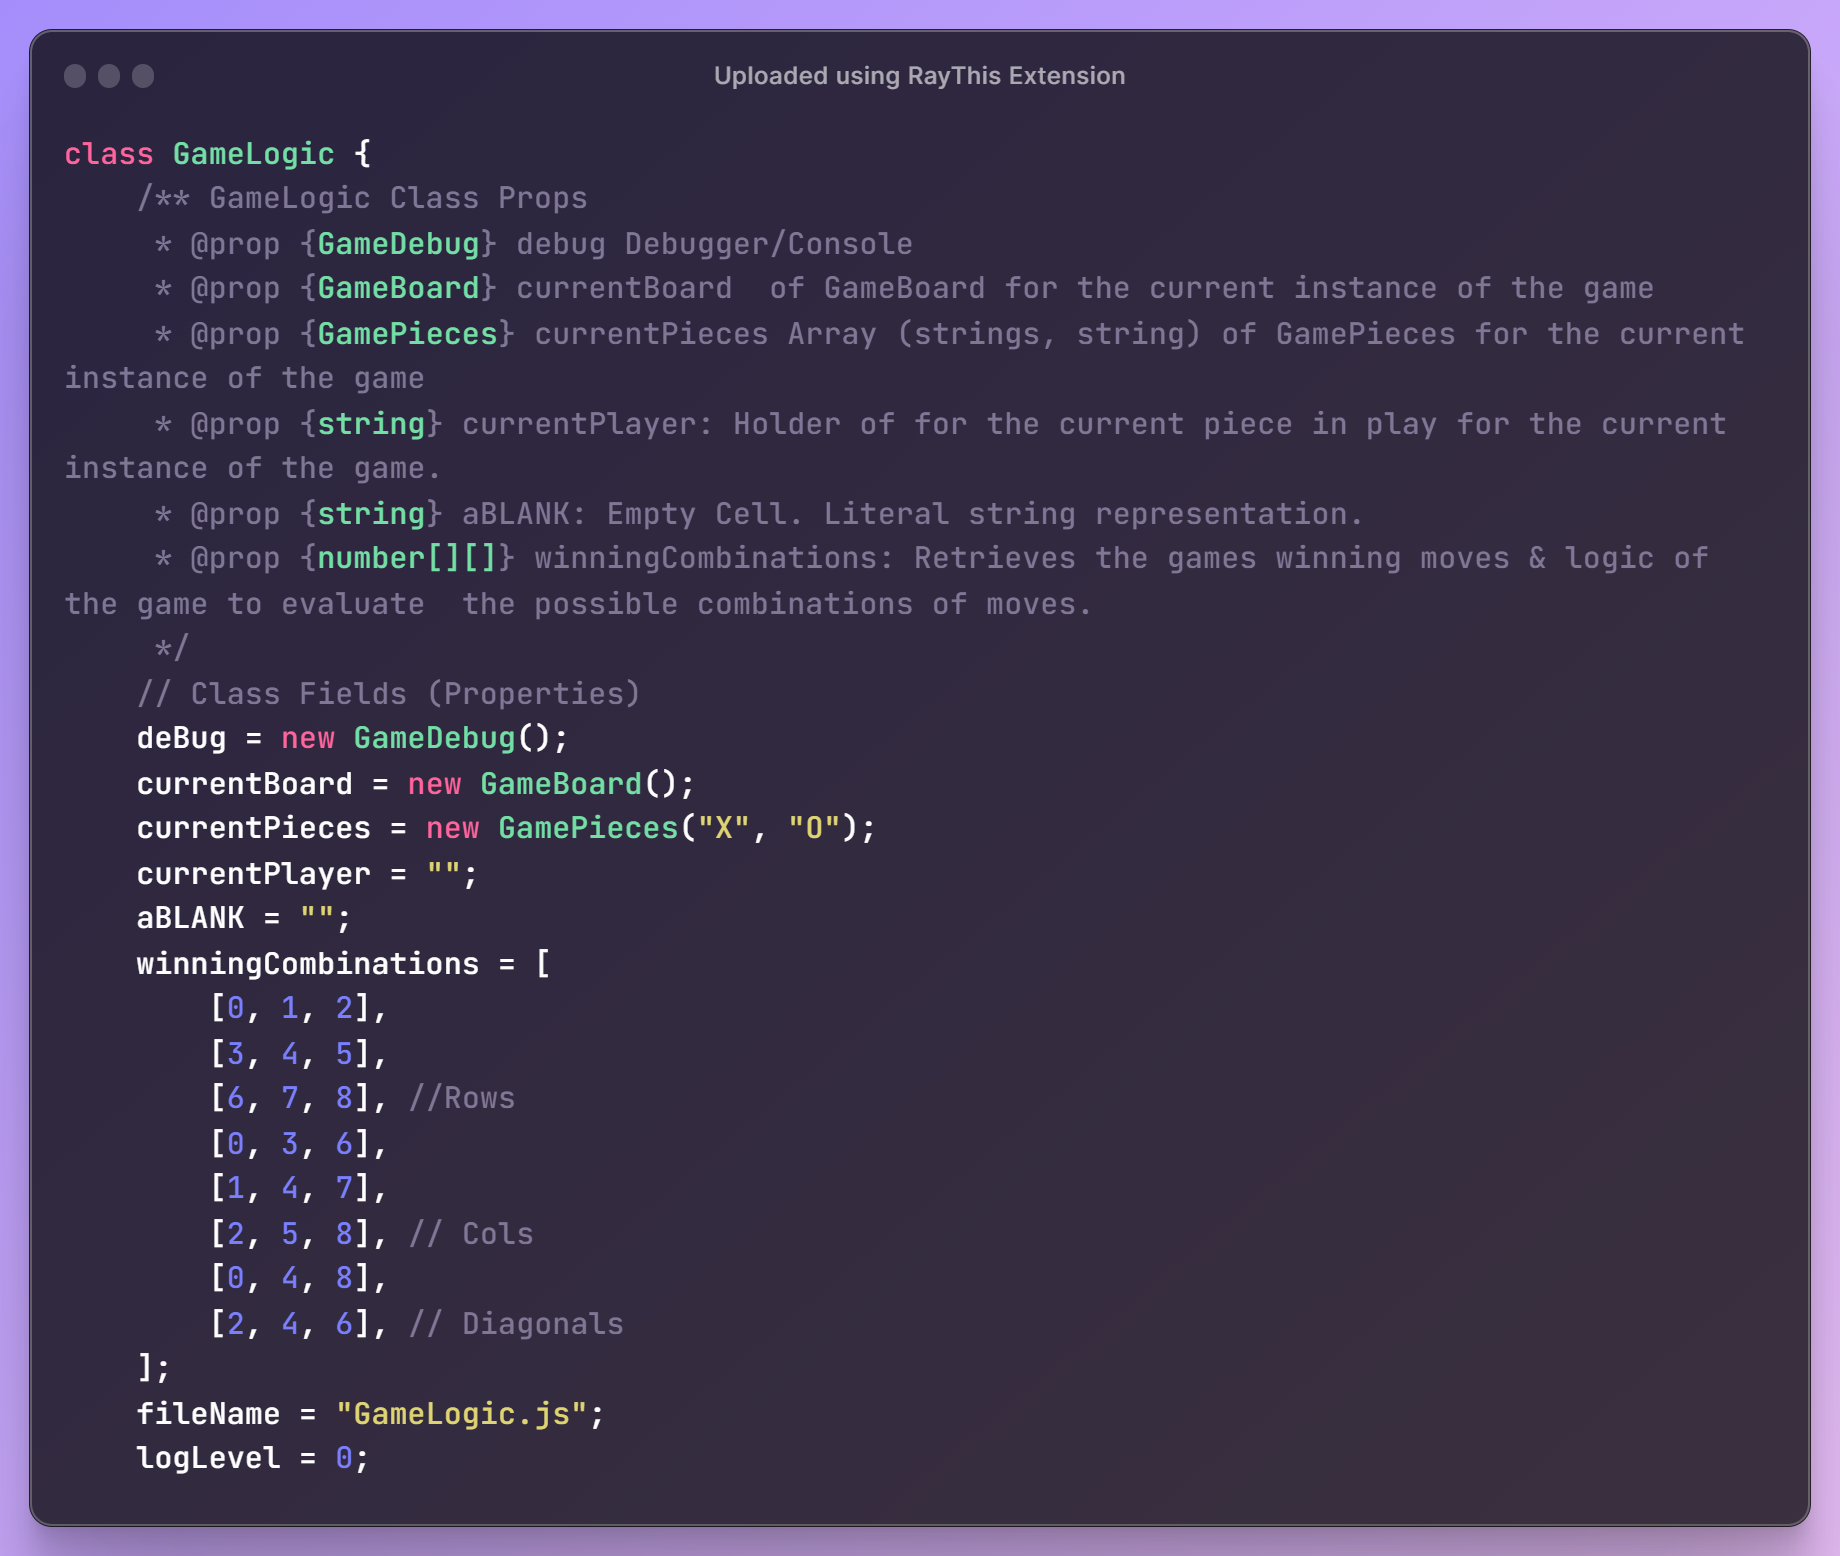 Uploaded using RayThis Extension
class GameLogic {
    /** GameLogic Class Props
     * @prop {GameDebug} debug Debugger/Console
     * @prop {GameBoard} currentBoard  of GameBoard for the current instance of the game
     * @prop {GamePieces} currentPieces Array (strings, string) of GamePieces for the current
instance of the game
     * @prop {string} currentPlayer: Holder of for the current piece in play for the current
instance of the game.
     * @prop {string} aBLANK: Empty Cell. Literal string representation.
     * @prop {number[][]} winningCombinations: Retrieves the games winning moves & logic of
the game to evaluate  the possible combinations of moves.
     */
    // Class Fields (Properties)
    deBug = new GameDebug();
    currentBoard = new GameBoard();
    currentPieces = new GamePieces("X", "O");
    currentPlayer = "";
    aBLANK = "";
    winningCombinations = [
        [0, 1, 2],
        [3, 4, 5],
        [6, 7, 8], //Rows
        [0, 3, 6],
        [1, 4, 7],
        [2, 5, 8], // Cols
        [0, 4, 8],
        [2, 4, 6], // Diagonals
    ];
    fileName = "GameLogic.js";
    logLevel = 0;